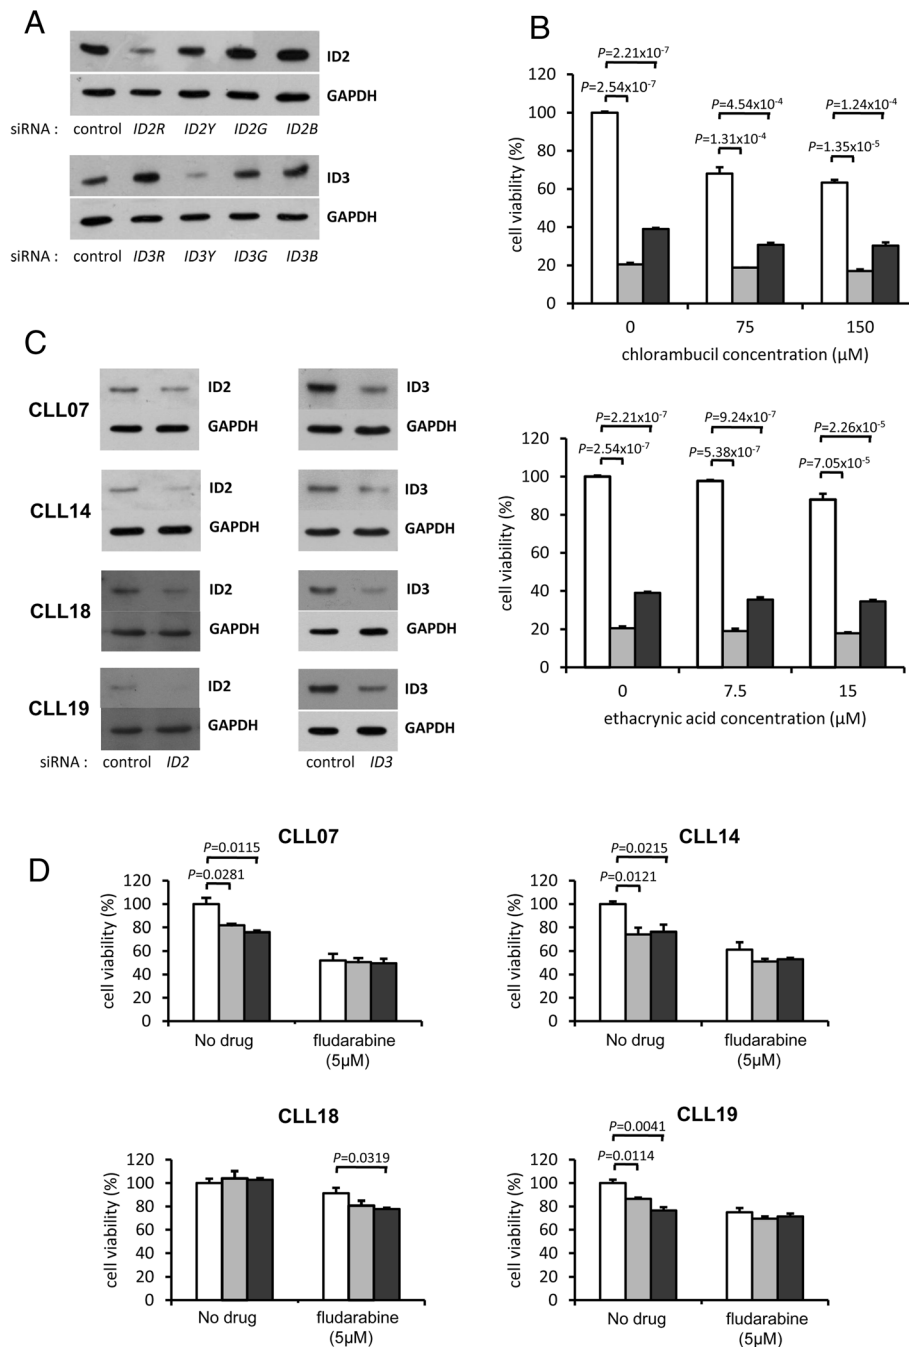 A
ID2
GAPDH
siRNA : control ID2R ID2Y ID2G ID2B
ID3
GAPDH
siRNA : control ID3R ID3Y ID3G ID3B
B
P=2.21x10-7
P=2.54x10-7
P=4.54x10-4
P=1.31x10-4
P=1.24x10-4
P=1.35x10-5
cell viability (%)
120
100
80
60
40
20
0
0 75 150
chlorambucil concentration (µM)
P=2.21x10-7
P=2.54x10-7
P=9.24x10-7
P=5.38x10-7
P=2.26x10-5
P=7.05x10-5
cell viability (%)
120
100
80
60
40
20
0
0 7.5 15
ethacrynic acid concentration (µM)
C
CLL07
ID2 ID3
GAPDH GAPDH
CLL14
ID2 ID3
GAPDH GAPDH
CLL18
ID2 ID3
GAPDH GAPDH
CLL19
ID2 ID3
GAPDH GAPDH
siRNA : control ID2 control ID3
D
CLL07
P=0.0115
P=0.0281
cell viability (%)
120
100
80
60
40
20
0
No drug fludarabine
(5µM)
CLL14
P=0.0215
P=0.0121
cell viability (%)
120
100
80
60
40
20
0
No drug fludarabine
(5µM)
CLL18
P=0.0319
cell viability (%)
120
100
80
60
40
20
0
No drug fludarabine
(5µM)
CLL19
P=0.0041
P=0.0114
cell viability (%)
120
100
80
60
40
20
0
No drug fludarabine
(5µM)